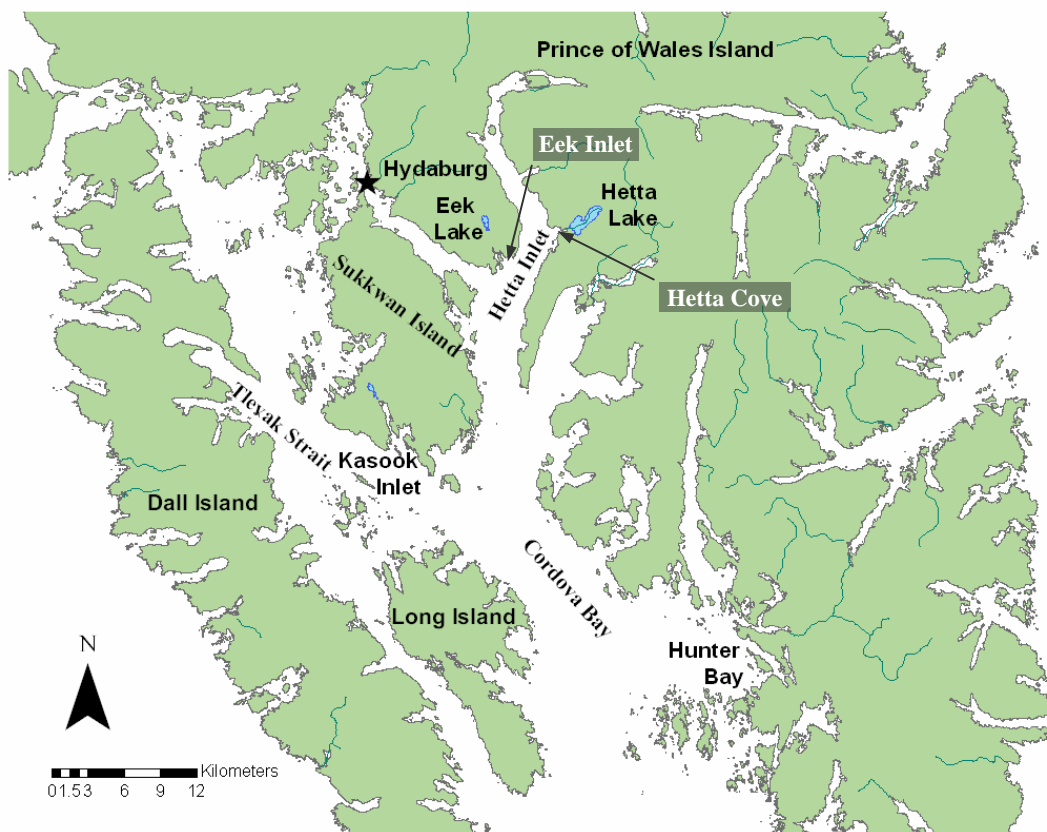 Prince of Wales Island
Eek Inlet
Hydaburg
Hetta
Lake
Eek
Lake
Hetta Inlet
Hetta Cove
Sukkwan Island
Tlevak Strait
Kasook
Inlet
Dall Island
Cordova Bay
Long Island
Hunter
Bay
N
Kilometers
0 1.5 3 6 9 12